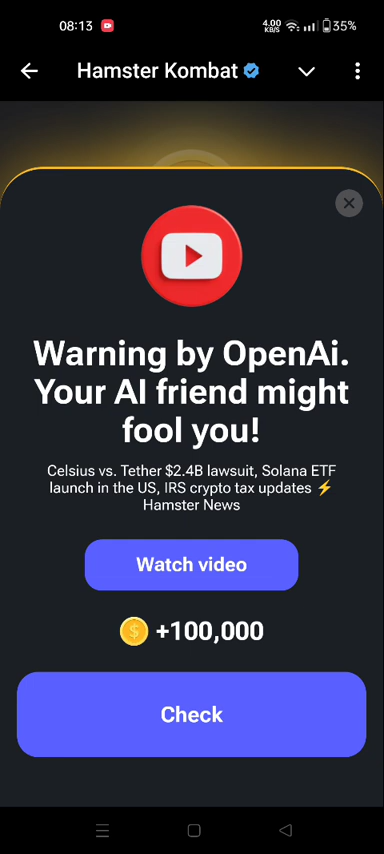 08:13
4.00
KB/S
35%
Hamster Kombat
Warning by OpenAi.
Your AI friend might
fool you!
Celsius vs. Tether $2.4B lawsuit, Solana ETF
launch in the US, IRS crypto tax updates ⚡
Hamster News
Watch video
+100,000
Check